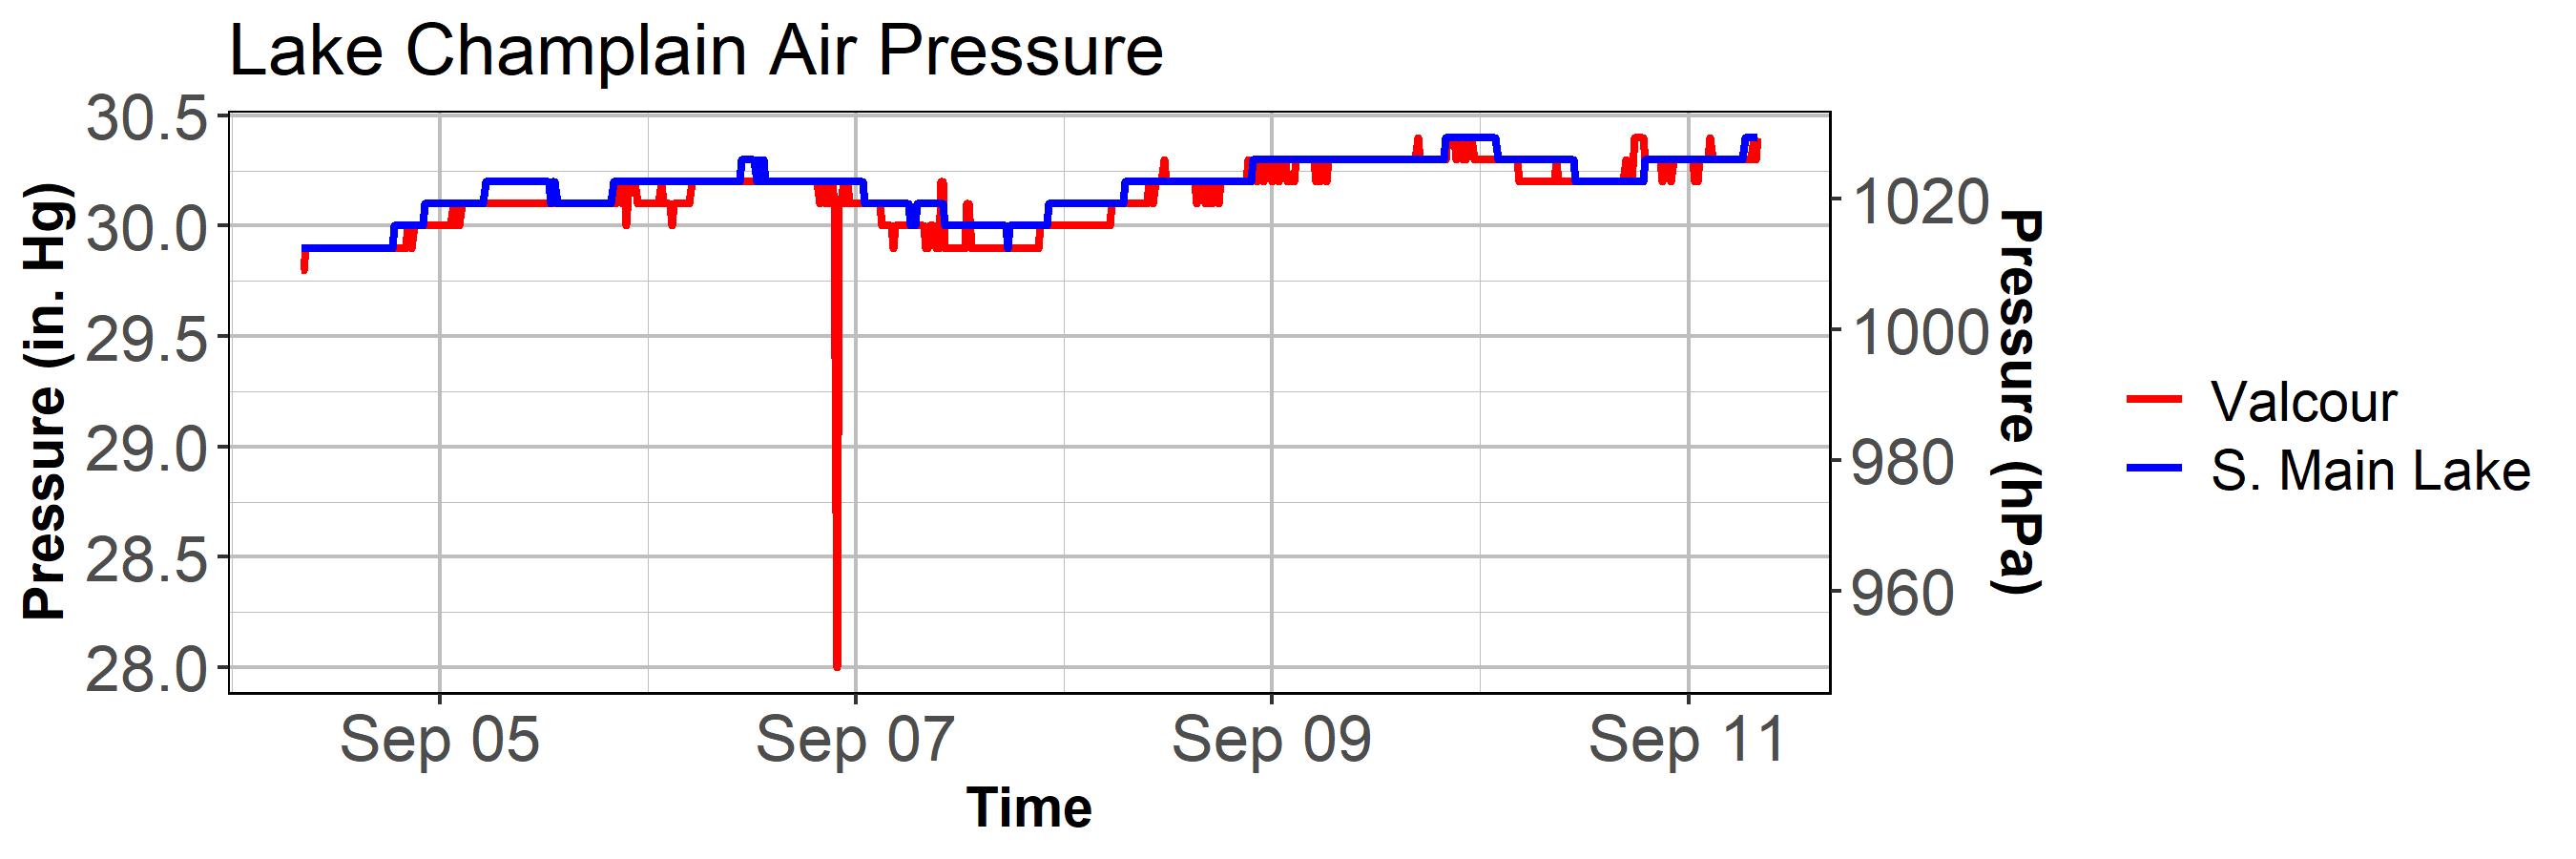 Lake Champlain Air Pressure
Pressure (in. Hg)
30.5
30.0
29.5
29.0
28.5
28.0
1020
1000
980
960
Pressure (hPa)
Valcour
S. Main Lake
Sep 05 Sep 07 Sep 09 Sep 11
Time